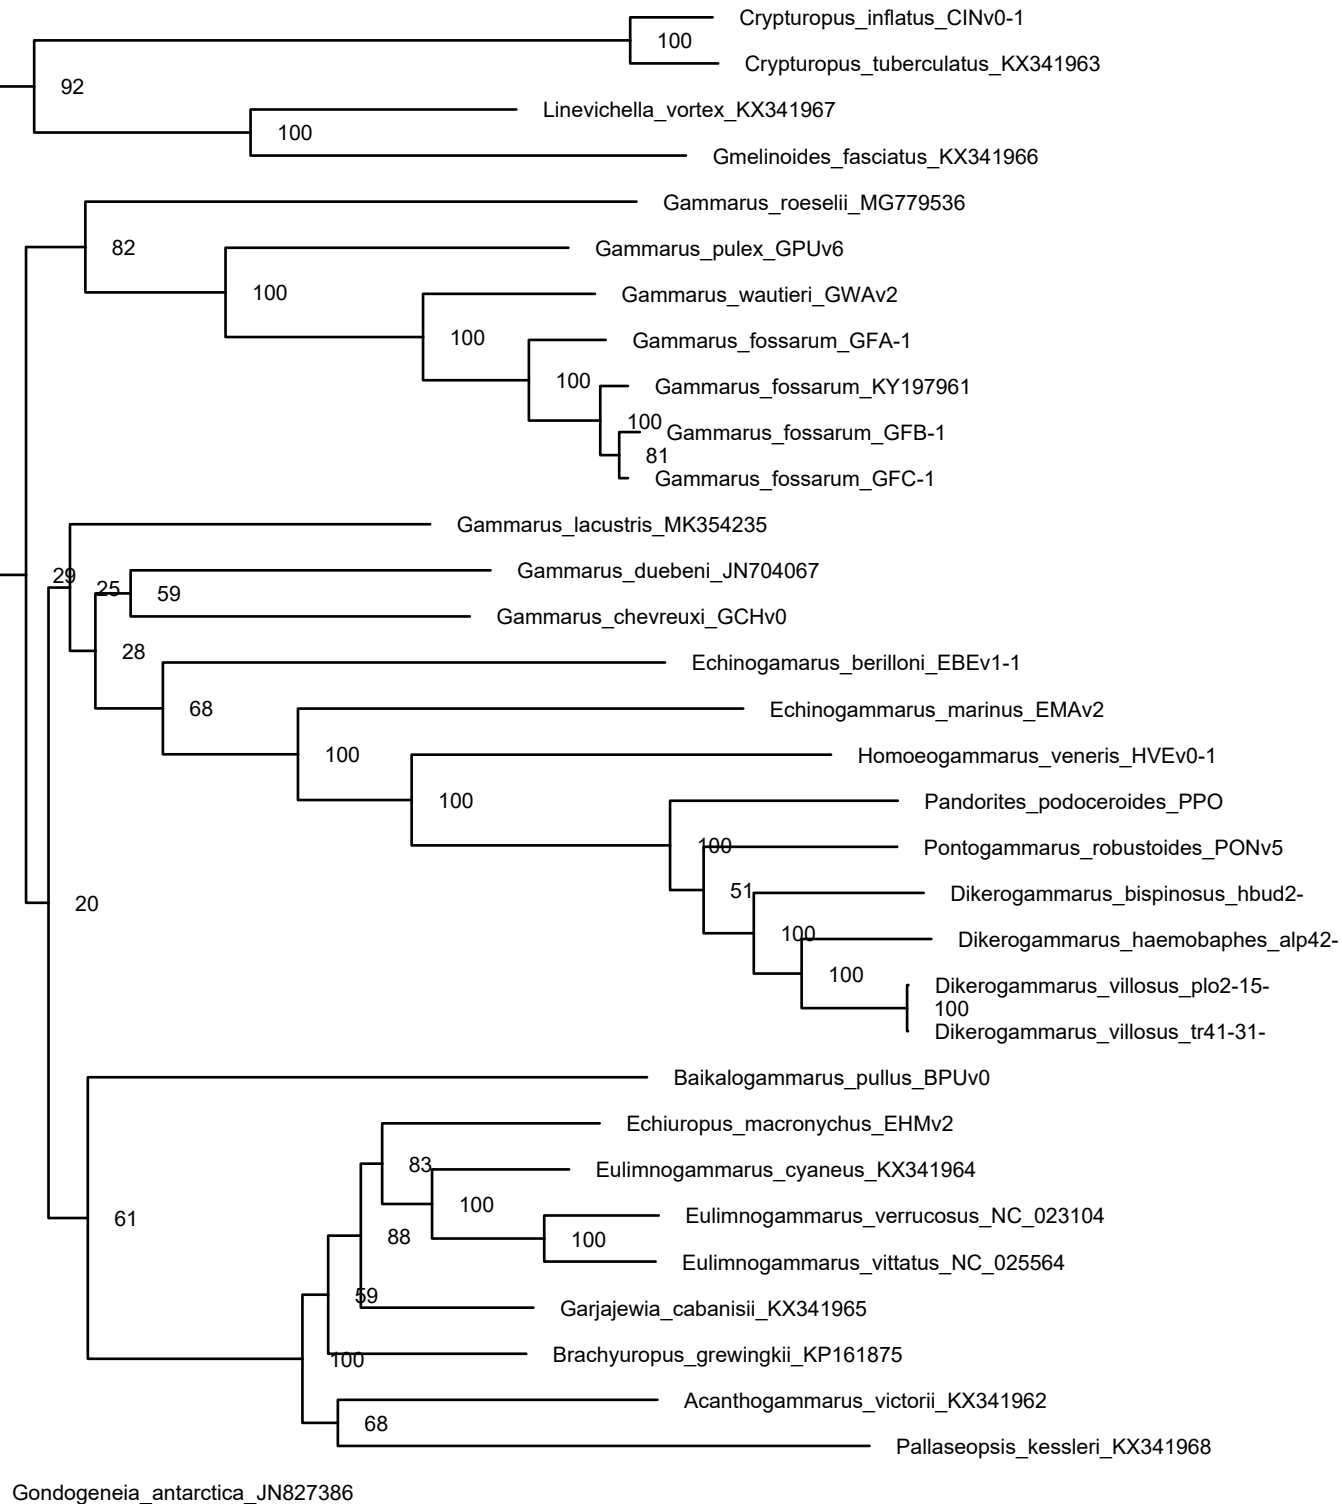 Crypturopus_inflatus_CINv0-1
100
Crypturopus_tuberculatus_KX341963
92
Linevichella_vortex_KX341967
100
Gmelinoides_fasciatus_KX341966
Gammarus_roeselii_MG779536
82
Gammarus_pulex_GPUv6
100
Gammarus_wautieri_GWAv2
100
Gammarus_fossarum_GFA-1
100
Gammarus_fossarum_KY197961
100
Gammarus_fossarum_GFB-1
81
Gammarus_fossarum_GFC-1
Gammarus_lacustris_MK354235
29
Gammarus_duebeni_JN704067
25
59
Gammarus_chevreuxi_GCHv0
28
Echinogamarus_berilloni_EBEv1-1
68
Echinogammarus_marinus_EMAv2
100
Homoeogammarus_veneris_HVEv0-1
100
Pandorites_podoceroides_PPO
100
Pontogammarus_robustoides_PONv5
51
Dikerogammarus_bispinosus_hbud2-
20
100
Dikerogammarus_haemobaphes_alp42-
100
Dikerogammarus_villosus_plo2-15-
100
Dikerogammarus_villosus_tr41-31-
Baikalogammarus_pullus_BPUv0
Echiuropus_macronychus_EHMv2
83
Eulimnogammarus_cyaneus_KX341964
100
Eulimnogammarus_verrucosus_NC_023104
61
88
100
Eulimnogammarus_vittatus_NC_025564
59
Garjajewia_cabanisii_KX341965
Brachyuropus_grewingkii_KP161875
100
Acanthogammarus_victorii_KX341962
68
Pallaseopsis_kessleri_KX341968
Gondogeneia_antarctica_JN827386